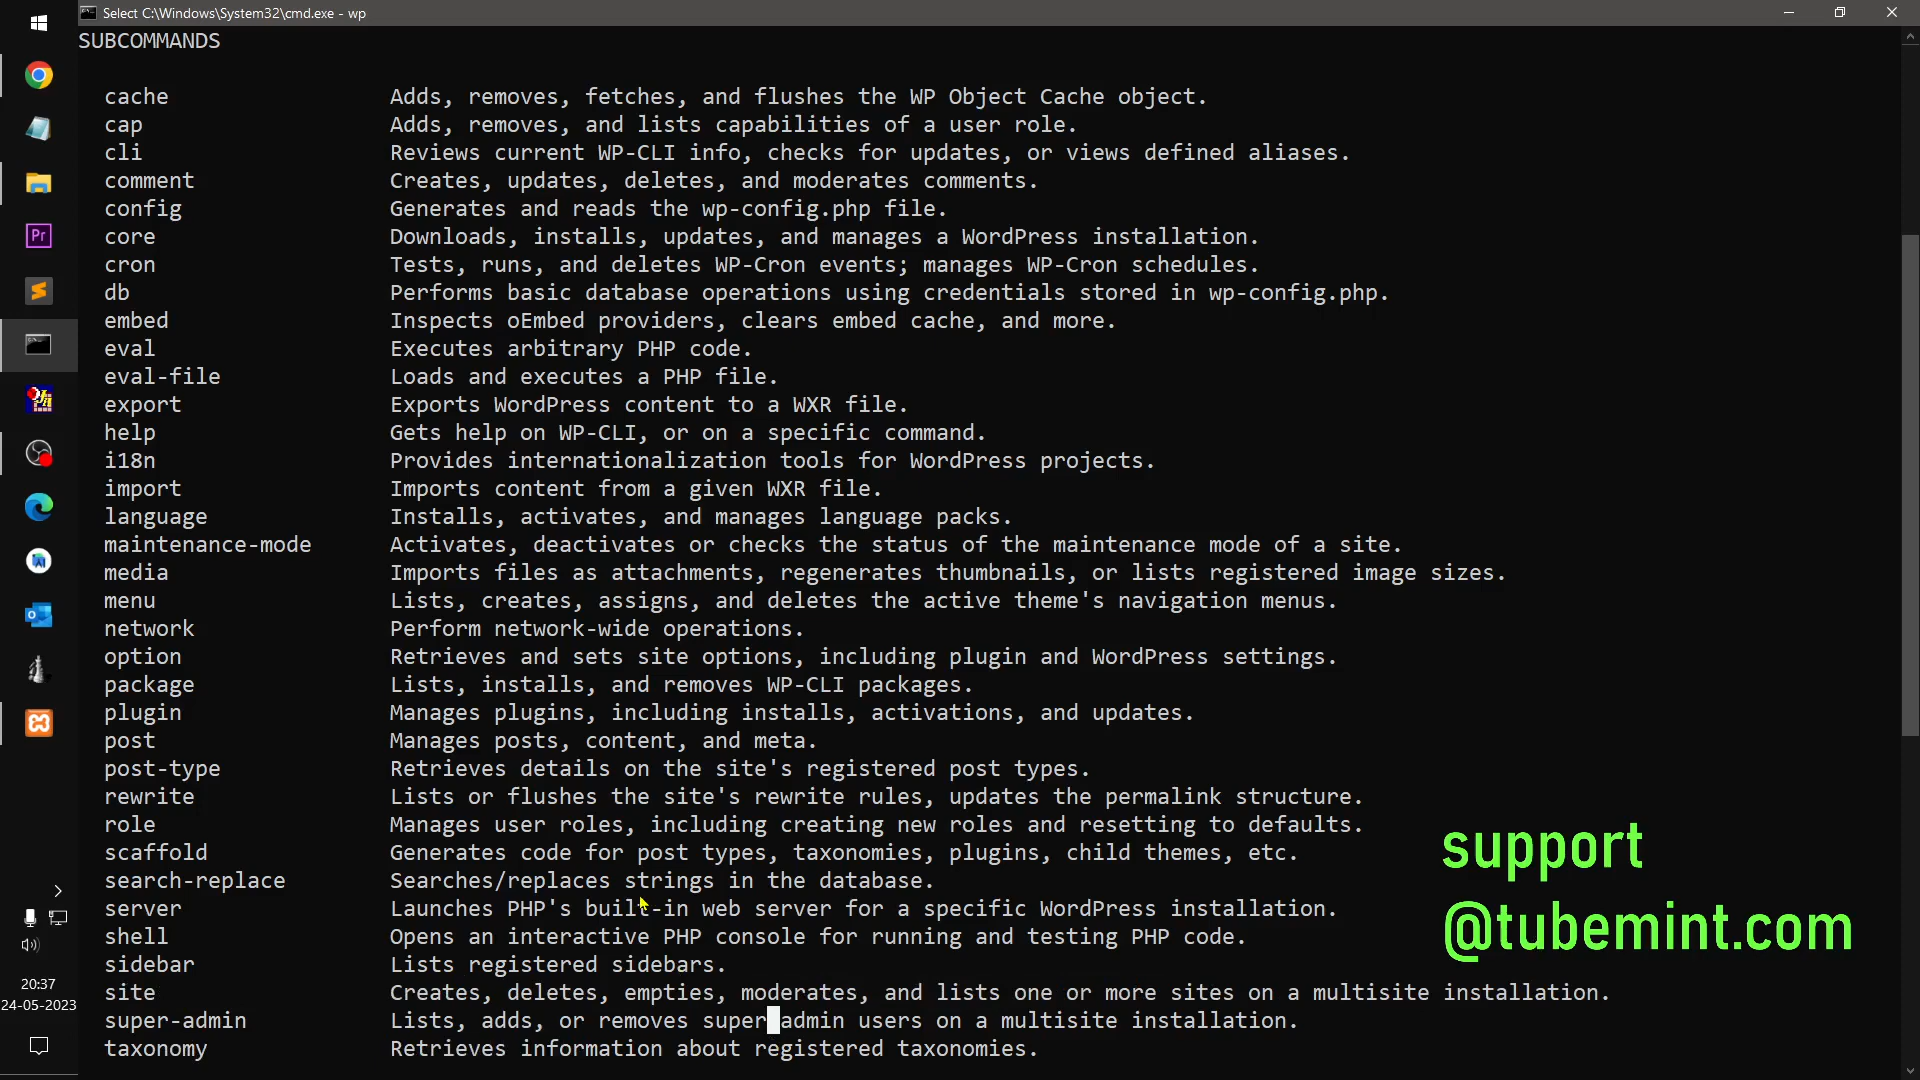 Select C:\Windows\System32\cmd.exe - wp
SUBCOMMANDS
cache Adds, removes, fetches, and flushes the WP Object Cache object.
cap Adds, removes, and lists capabilities of a user role.
cli Reviews current WP-CLI info, checks for updates, or views defined aliases.
comment Creates, updates, deletes, and moderates comments.
config Generates and reads the wp-config.php file.
core Downloads, installs, updates, and manages a WordPress installation.
cron Tests, runs, and deletes WP-Cron events; manages WP-Cron schedules.
db Performs basic database operations using credentials stored in wp-config.php.
embed Inspects oEmbed providers, clears embed cache, and more.
eval Executes arbitrary PHP code.
eval-file Loads and executes a PHP file.
export Exports WordPress content to a WXR file.
help Gets help on WP-CLI, or on a specific command.
i18n Provides internationalization tools for WordPress projects.
import Imports content from a given WXR file.
language Installs, activates, and manages language packs.
maintenance-mode Activates, deactivates or checks the status of the maintenance mode of a site.
media Imports files as attachments, regenerates thumbnails, or lists registered image sizes.
menu Lists, creates, assigns, and deletes the active theme's navigation menus.
network Perform network-wide operations.
option Retrieves and sets site options, including plugin and WordPress settings.
package Lists, installs, and removes WP-CLI packages.
plugin Manages plugins, including installs, activations, and updates.
post Manages posts, content, and meta.
post-type Retrieves details on the site's registered post types.
rewrite Lists or flushes the site's rewrite rules, updates the permalink structure.
role Manages user roles, including creating new roles and resetting to defaults.
scaffold Generates code for post types, taxonomies, plugins, child themes, etc.
search-replace Searches/replaces strings in the database.
server Launches PHP's built-in web server for a specific WordPress installation.
shell Opens an interactive PHP console for running and testing PHP code.
sidebar Lists registered sidebars.
site Creates, deletes, empties, moderates, and lists one or more sites on a multisite installation.
super-admin Lists, adds, or removes super admin users on a multisite installation.
taxonomy Retrieves information about registered taxonomies.
support
@tubemint.com
Pr
20:37
24-05-2023